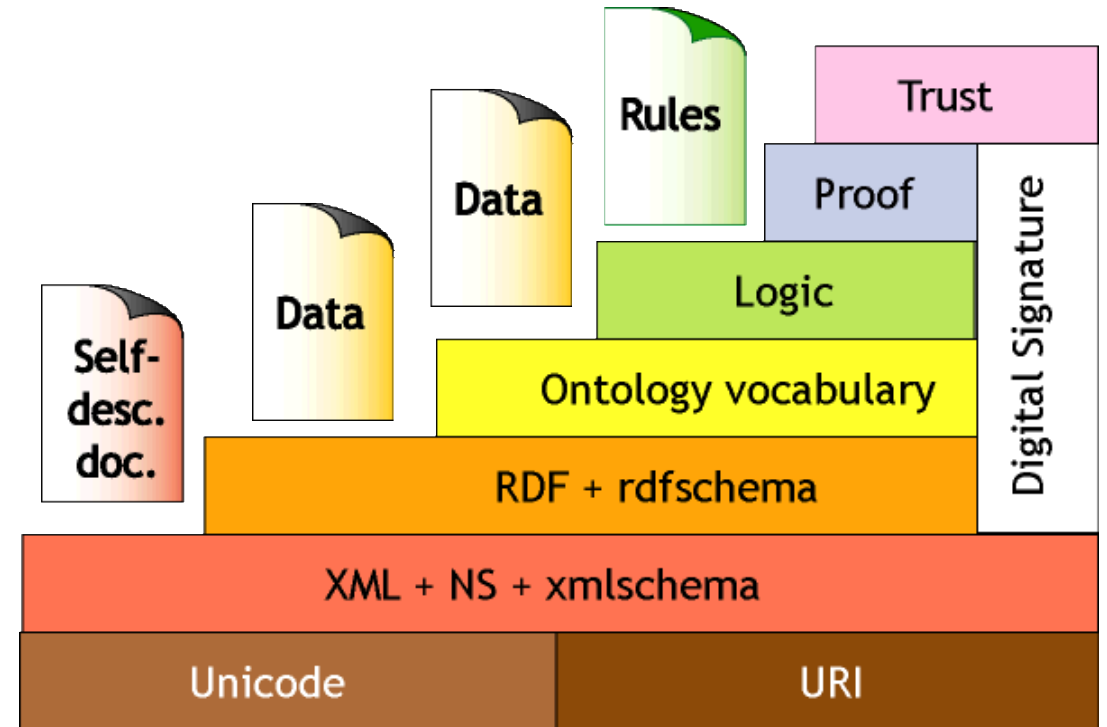 Rules
Trust
Data
Proof
Data
Logic
Digital Signature
Self-
desc.
doc.
Ontology vocabulary
RDF + rdfschema
XML + NS + xmlschema
Unicode
URI